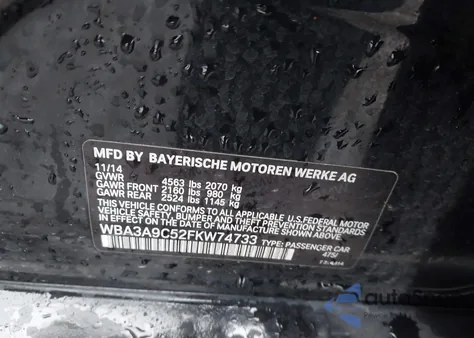 MFD BY BAYERISCHE MOTOREN WERKE AG
11/14
GVWR 4563 lbs 2070 kg
GAWR FRONT 2160 lbs 980 kg
GAWR REAR 2524 lbs 1145 kg
THIS VEHICLE CONFORMS TO ALL APPLICABLE U.S. FEDERAL MOTOR
VEHICLE SAFETY, BUMPER AND THEFT PREVENTION STANDARDS
IN EFFECT ON THE DATE OF MANUFACTURE SHOWN ABOVE.
WBA3A9C52FKW74733 TYPE: PASSENGER CAR
475/